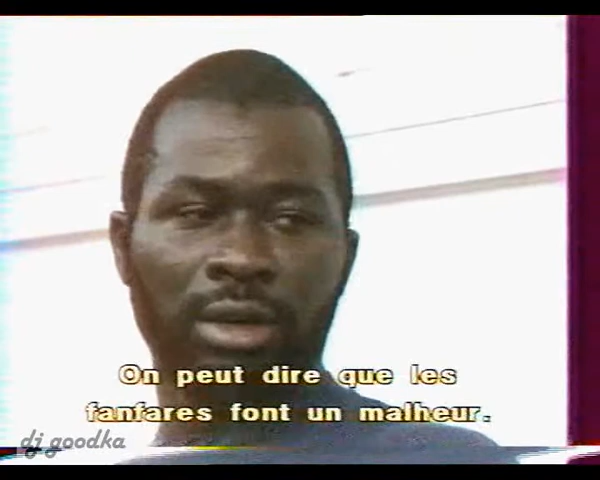 On peut dire que les
fanfares font un malheur.
dj goodka